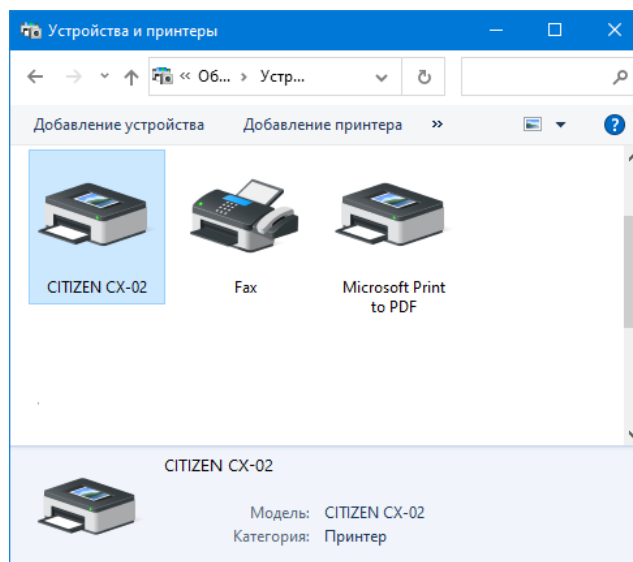 Устройства и принтеры
« Об... › Устр...
Добавление устройства Добавление принтера »
CITIZEN CX-02
Fax
Microsoft Print
to PDF
CITIZEN CX-02
Модель: CITIZEN CX-02
Категория: Принтер